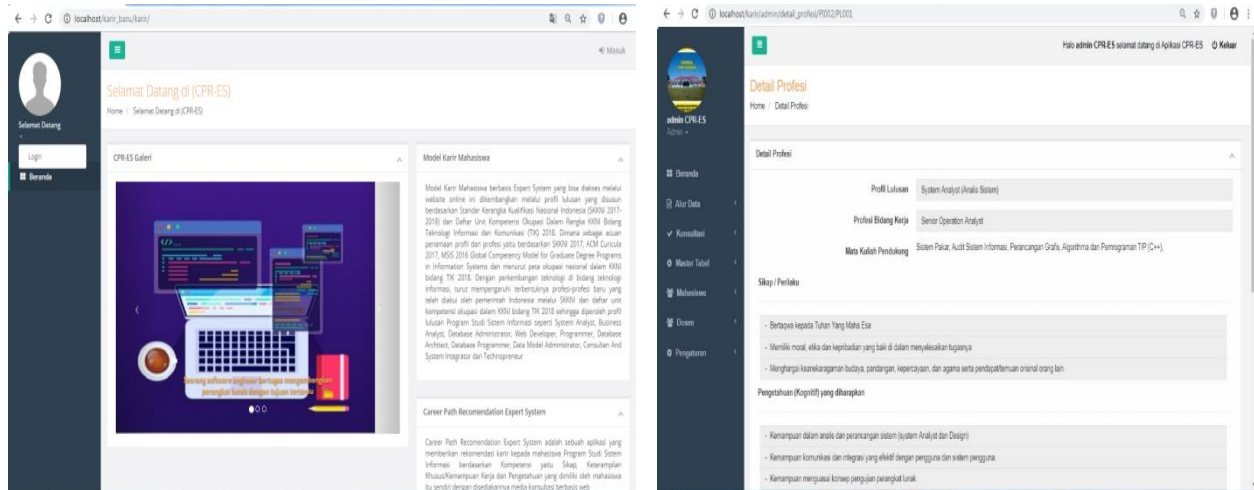 localhost/karir_baru/karir/
Masuk
Selamat Datang
Login
Beranda
Selamat Datang di (CPR-ES)
Home / Selamat Datang di (CPR-ES)
CPR-ES Galeri
Seorang software engineer bertugas mengembangkan
perangkat lunak dengan tujuan tertentu
Model Karir Mahasiswa
Model Karir Mahasiswa berbasis Expert System yang bisa diakses melalui
website online ini dikembangkan melalui profil lulusan yang disusun
berdasarkan Standar Kerangka Kualifikasi Nasional Indonesia (SKKNI 2017-
2018) dan Daftar Unit Kompetensi Okupasi Dalam Rangka KKNI Bidang
Teknologi Informasi dan Komunikasi (TIK) 2018. Dimana sebagai acuan
penamaan profil dan profesi yaitu berdasarkan SKKNI 2017, ACM Curicula
2017, MSIS 2016 Global Competency Model for Graduate Degree Programs
in Information Systems dan menurut peta okupasi nasional dalam KKNI
bidang TIK 2018. Dengan perkembangan teknologi di bidang teknologi
informasi, turut mempengaruhi terbentuknya profesi-profesi baru yang
telah diakui oleh pemerintah Indonesia melalui SKKNI dan daftar unit
kompetensi okupasi dalam KKNI bidang TIK 2018 sehingga diperoleh profil
lulusan Program Studi Sistem Informasi seperti System Analyst, Business
Analyst, Database Administrator, Web Developer, Programmer, Database
Architect, Database Programmer, Data Model Administrator, Consultan And
System Integrator dan Technopreneur
Career Path Recomendation Expert System
Career Path Recomendation Expert System adalah sebuah aplikasi yang
memberikan rekomendasi karir kepada mahasiswa Program Studi Sistem
Informasi berdasarkan Kompetensi yaitu Sikap, Keterampilan
Khusus/Kemampuan Kerja dan Pengetahuan yang dimiliki oleh mahasiswa
itu sendiri dengan disediakannya media konsultasi berbasis web
localhost/karir/admin/detail_profesi/PI002/PL001
Halo admin CPR-ES selamat datang di Aplikasi CPR-ES Keluar
admin CPR-ES
Admin
Beranda
Alur Data
Konsultasi
Master Tabel
Mahasiswa
Dosen
Pengaturan
Detail Profesi
Home / Detail Profesi
Detail Profesi
Profil Lulusan System Analyst (Analis Sistem)
Profesi Bidang Kerja Senior Operation Analyst
Mata Kuliah Pendukung Sistem Pakar, Audit Sistem Informasi, Perancangan Grafis, Algorithma dan Pemrograman T/P (C++),
Sikap / Perilaku
- Bertaqwa kepada Tuhan Yang Maha Esa
- Memiliki moral, etika dan kepribadian yang baik di dalam menyelesaikan tugasnya
- Menghargai keanekaragaman budaya, pandangan, kepercayaan, dan agama serta pendapat/temuan orisinal orang lain.
Pengetahuan (Kognitif) yang diharapkan
- Kemampuan dalam analis dan perancangan sistem (system Analyst dan Design)
- Kemampuan komunikasi dan integrasi yang efektif dengan pengguna dan sistem pengguna
- Kemampuan menguasai konsep pengujian perangkat lunak